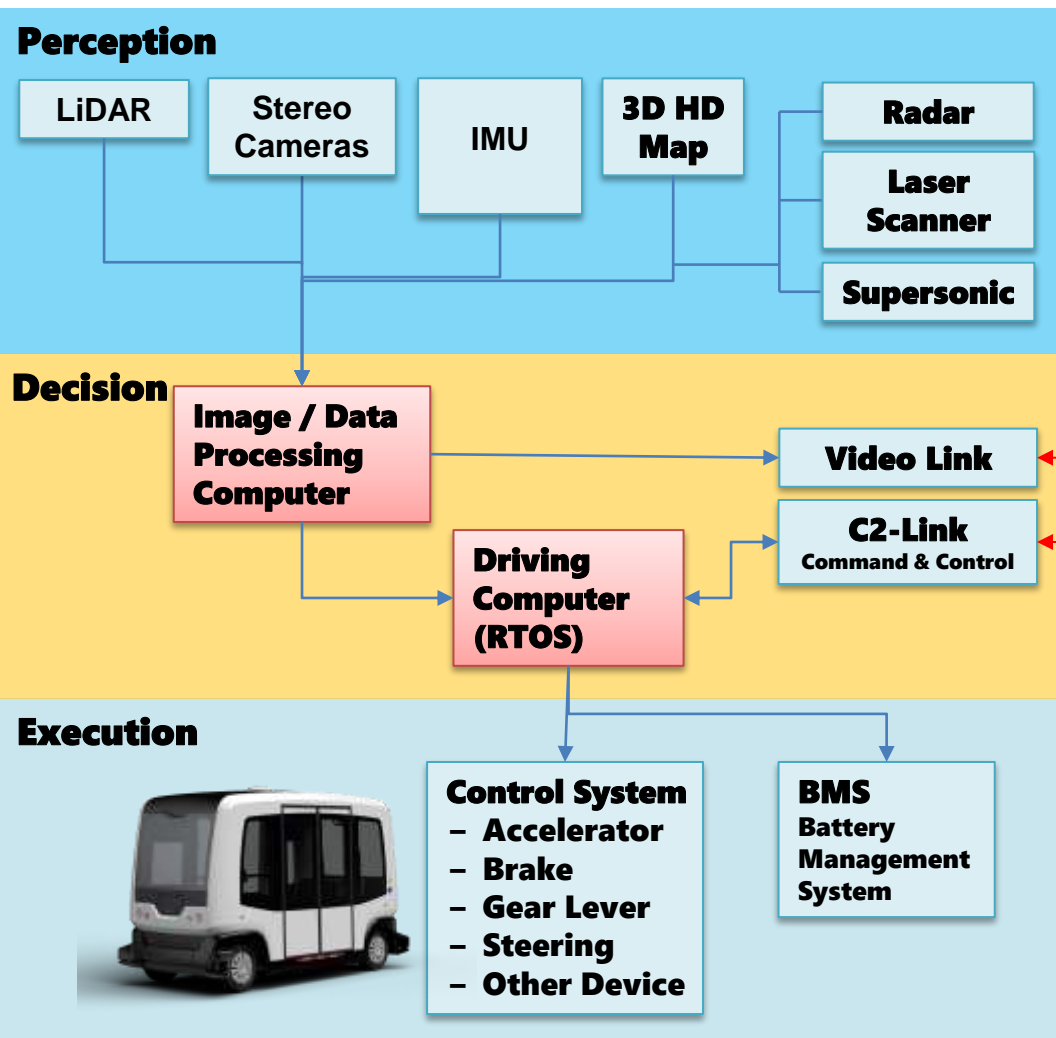 Perception
LiDAR
Stereo
Cameras
IMU
3D HD
Map
Radar
Laser
Scanner
Supersonic
Decision
Image / Data
Processing
Computer
Video Link
C2-Link
Command & Control
Driving
Computer
(RTOS)
Execution
Control System
– Accelerator
– Brake
– Gear Lever
– Steering
– Other Device
BMS
Battery
Management
System